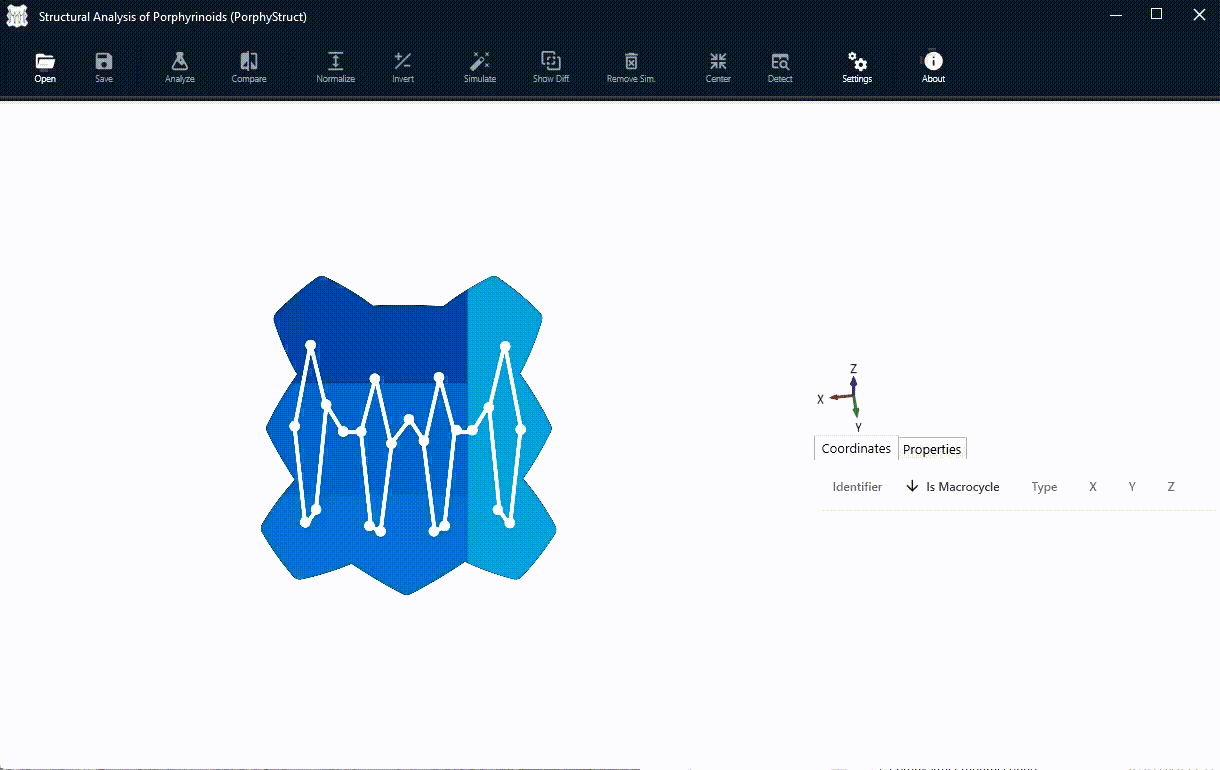 Structural Analysis of Porphyrinoids (PorphyStruct)
Open Save Analyze Compare Normalize Invert Simulate Show Diff. Remove Sim. Center Detect Settings About
Z
X
Y
Coordinates Properties
Identifier Is Macrocycle Type X Y Z